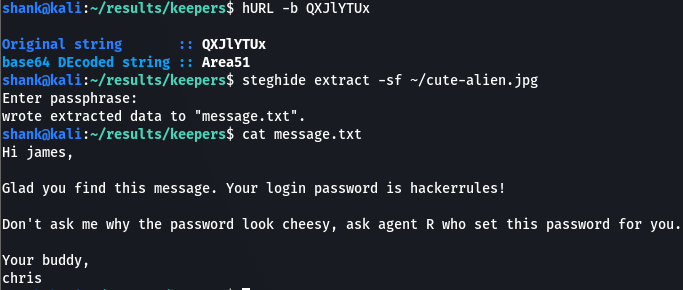 shank@kali:~/results/keepers$ hURL -b QXJlYTUx
Original string       :: QXJlYTUx
base64 DEcoded string :: Area51
shank@kali:~/results/keepers$ steghide extract -sf ~/cute-alien.jpg
Enter passphrase:
wrote extracted data to "message.txt".
shank@kali:~/results/keepers$ cat message.txt
Hi james,
Glad you find this message. Your login password is hackerrules!
Don't ask me why the password look cheesy, ask agent R who set this password for you.
Your buddy,
chris